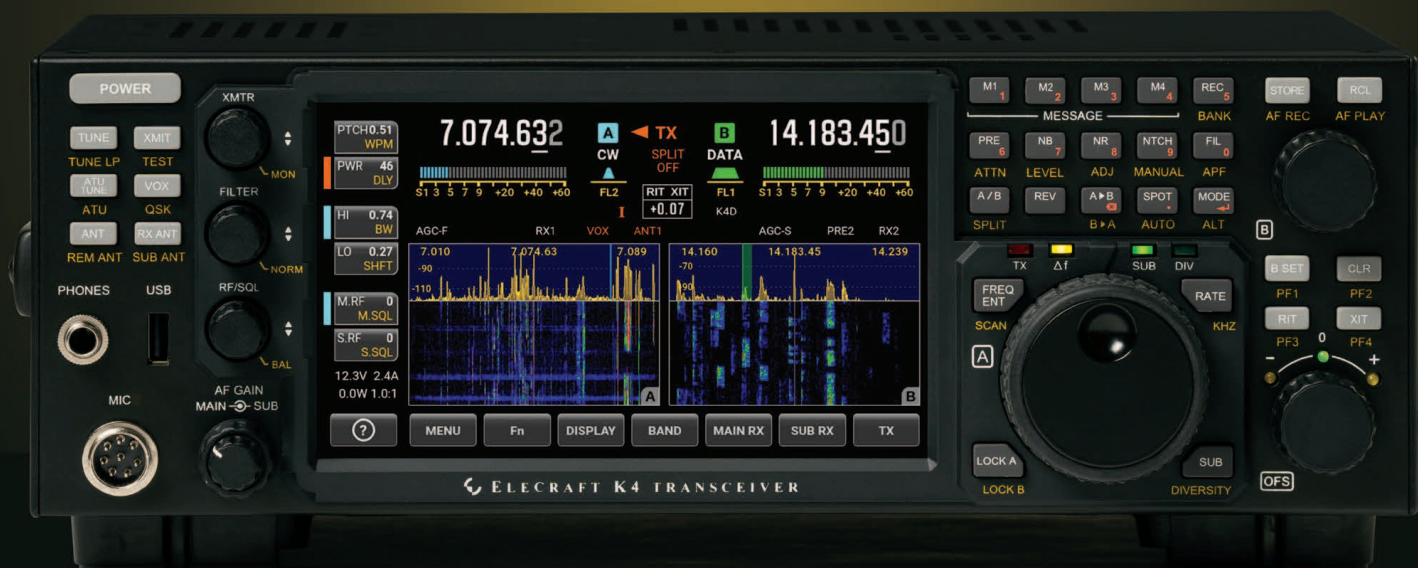 POWER
TUNE XMIT
TUNE LP TEST
ATU TUNE VOX
ATU QSK
ANT RX ANT
REM ANT SUB ANT
PHONES USB
MIC
XMTR
MON
FILTER
NORM
RF/SQL
BAL
AF GAIN
MAIN SUB
PTCH 0.51
WPM
PWR 46
DLY
HI 0.74
BW
LO 0.27
SHFT
M.RF 0
M.SQL
S.RF 0
S.SQL
12.3V 2.4A
0.0W 1.0:1
7.074.632 A TX B 14.183.450
CW SPLIT OFF DATA
S1 3 5 7 9 +20 +40 +60 FL2 RIT XIT FL1 S1 3 5 7 9 +20 +40 +60
I +0.07 K4D
AGC-F RX1 VOX ANT1 AGC-S PRE2 RX2
7.010 7.074.63 7.089 14.160 14.183.45 14.239
-90 -70
-110 -90
A B
? MENU Fn DISPLAY BAND MAIN RX SUB RX TX
ELECRAFT K4 TRANSCEIVER
M1 1 M2 2 M3 3 M4 4 REC 5
MESSAGE BANK
PRE 6 NB 7 NR 8 NTCH 9 FIL 0
ATTN LEVEL ADJ MANUAL APF
A/B REV A▸B SPOT . MODE
SPLIT B▸A AUTO ALT
TX Δf SUB DIV
FREQ ENT RATE
SCAN KHZ
A
LOCK A SUB
LOCK B DIVERSITY
STORE RCL
AF REC AF PLAY
B
B SET CLR
PF1 PF2
RIT XIT
PF3 0 PF4
- +
OFS